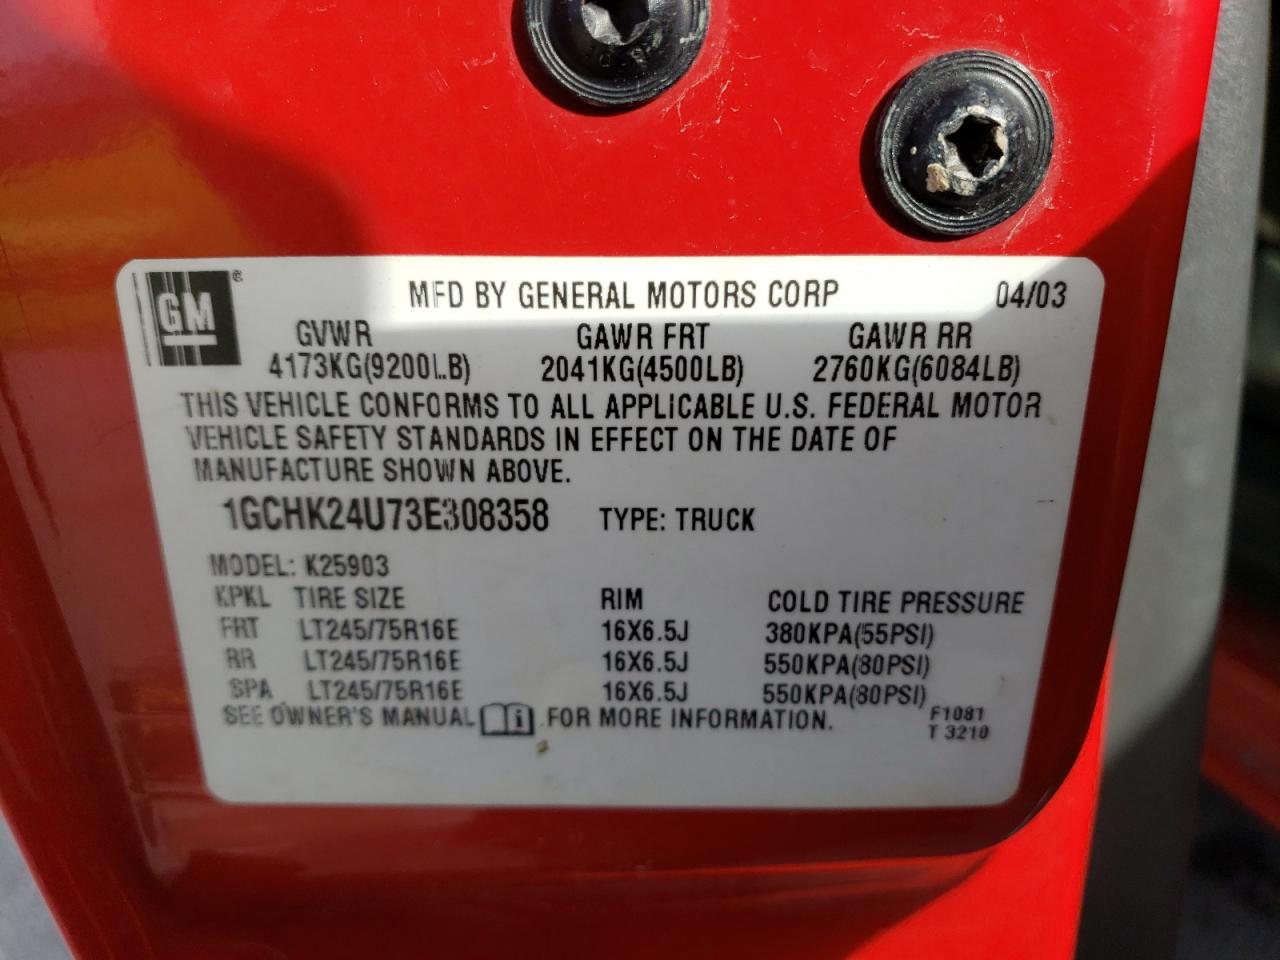 GM ®
MFD BY GENERAL MOTORS CORP 04/03
GVWR GAWR FRT GAWR RR
4173KG(9200LB) 2041KG(4500LB) 2760KG(6084LB)
THIS VEHICLE CONFORMS TO ALL APPLICABLE U.S. FEDERAL MOTOR
VEHICLE SAFETY STANDARDS IN EFFECT ON THE DATE OF
MANUFACTURE SHOWN ABOVE.
1GCHK24U73E308358 TYPE: TRUCK
MODEL: K25903
KPKL TIRE SIZE RIM COLD TIRE PRESSURE
FRT LT245/75R16E 16X6.5J 380KPA(55PSI)
RR LT245/75R16E 16X6.5J 550KPA(80PSI)
SPA LT245/75R16E 16X6.5J 550KPA(80PSI)
SEE OWNER'S MANUAL i FOR MORE INFORMATION. F1081
T 3210